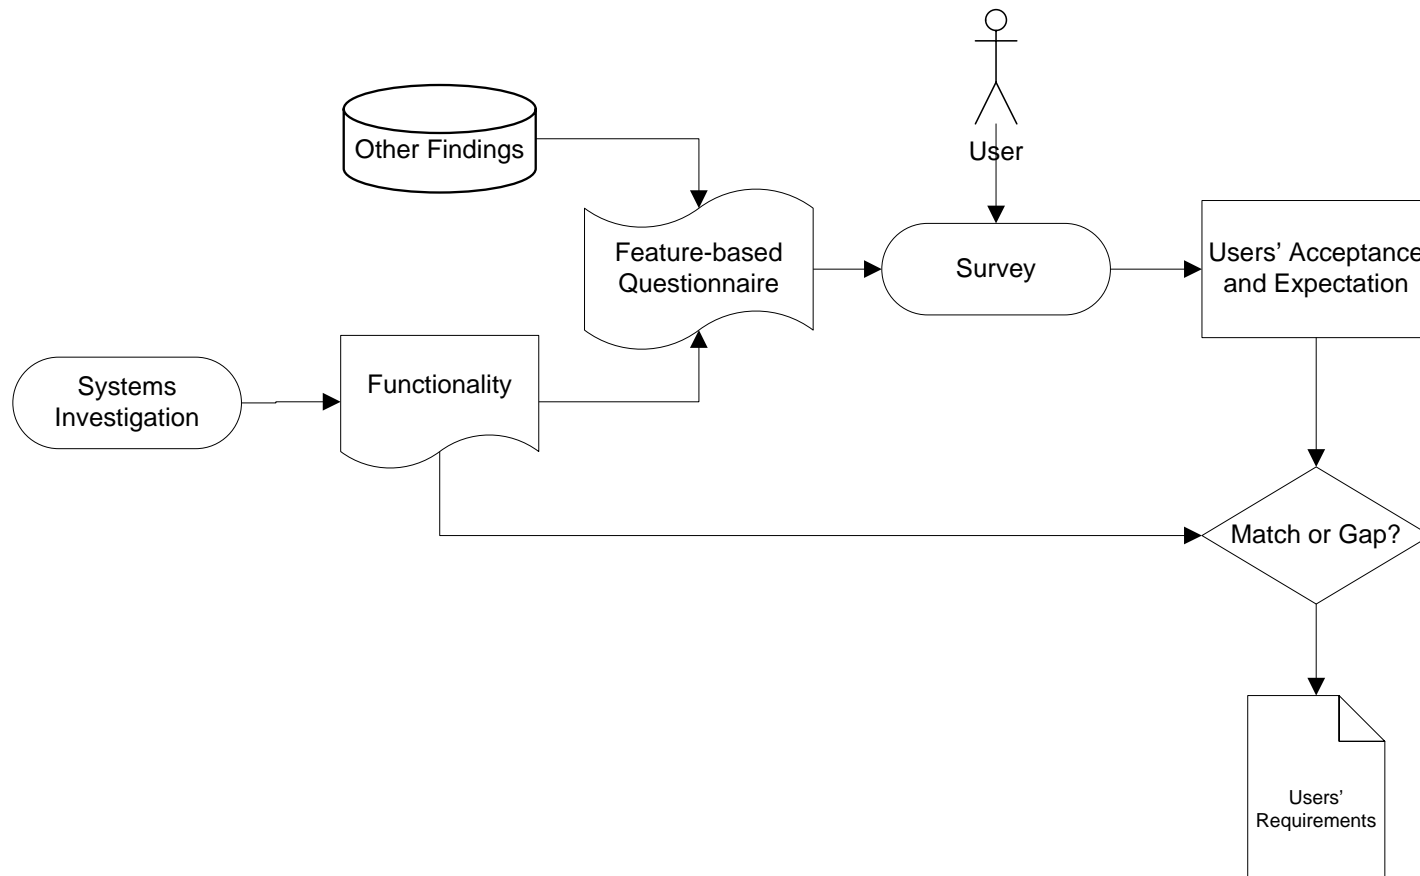 Other Findings
User
Feature-based
Questionnaire
Survey
Users’ Acceptance
and Expectation
Systems
Investigation
Functionality
Match or Gap?
Users’
Requirements